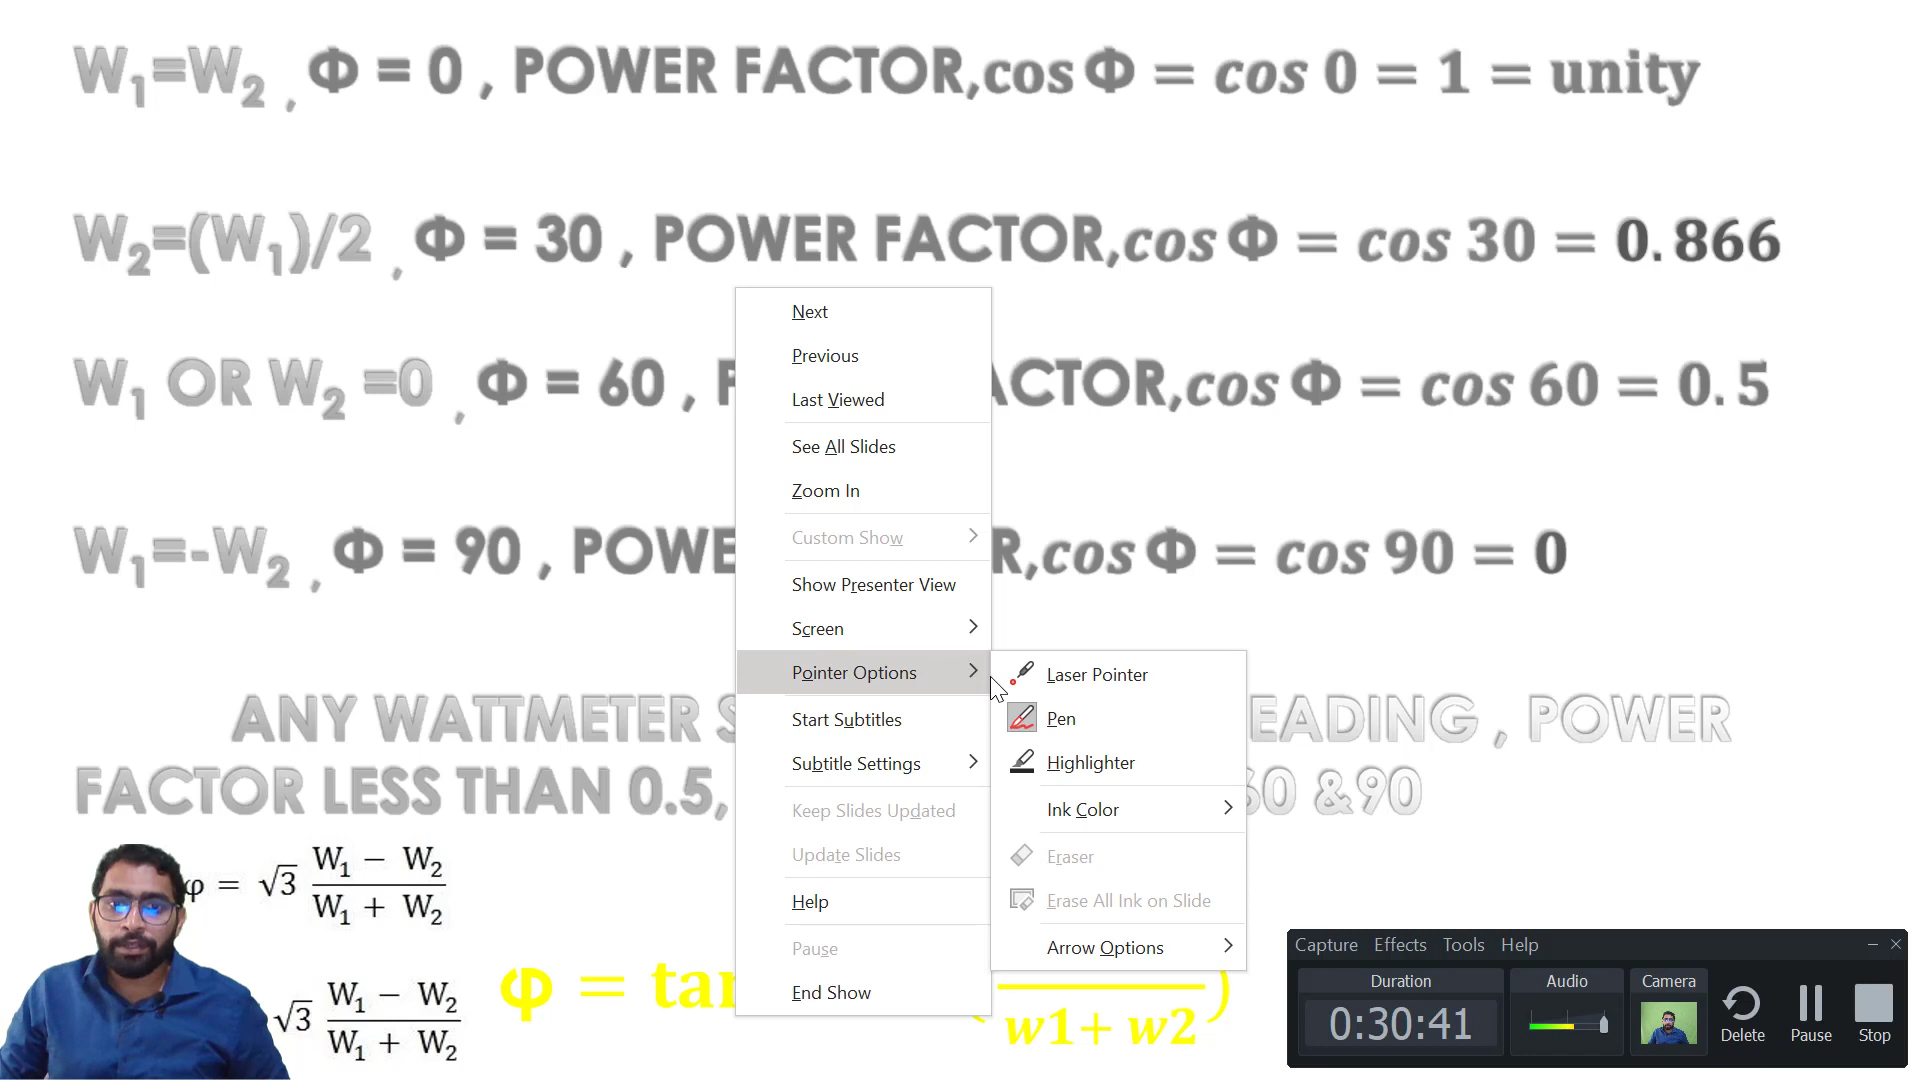 W₁=W₂ , Φ = 0 , POWER FACTOR,cos Φ = cos 0 = 1 = unity
W₂=(W₁)/2 , Φ = 30 , POWER FACTOR,cos Φ = cos 30 = 0.866
W₁ OR W₂ =0 , Φ = 60 , P ACTOR,cos Φ = cos 60 = 0.5
W₁=-W₂ , Φ = 90 , POWE R,cos Φ = cos 90 = 0
ANY WATTMETER S EADING , POWER
FACTOR LESS THAN 0.5, 60 &90
φ = √3 (W₁ − W₂)/(W₁ + W₂)
√3 (W₁ − W₂)/(W₁ + W₂)
φ = tan
w1+ w2 )
Next
Previous
Last Viewed
See All Slides
Zoom In
Custom Show
Show Presenter View
Screen
Pointer Options
Start Subtitles
Subtitle Settings
Keep Slides Updated
Update Slides
Help
Pause
End Show
Laser Pointer
Pen
Highlighter
Ink Color
Eraser
Erase All Ink on Slide
Arrow Options
Capture Effects Tools Help
Duration Audio Camera
0:30:41
Delete Pause Stop